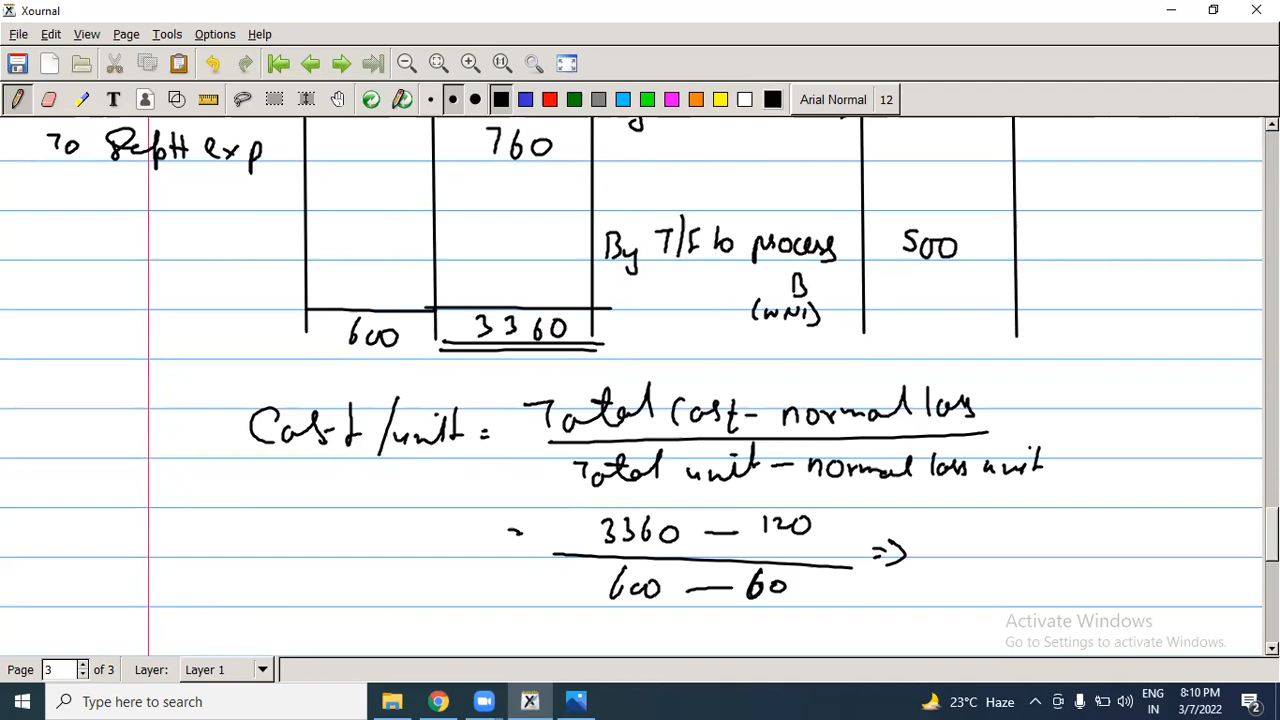 Xournal
File Edit View Page Tools Options Help
Arial Normal 12
To exp 760
By T/F to process 500
B
(WN1)
600 3360
Cost/unit = Total Cost - normal loss
Total unit - normal loss unit
= 3360 - 120 =>
600 - 60
Activate Windows
Go to Settings to activate Windows.
Page 3 of 3 Layer: Layer 1
Type here to search
23°C Haze
ENG
IN
8:10 PM
3/7/2022
2